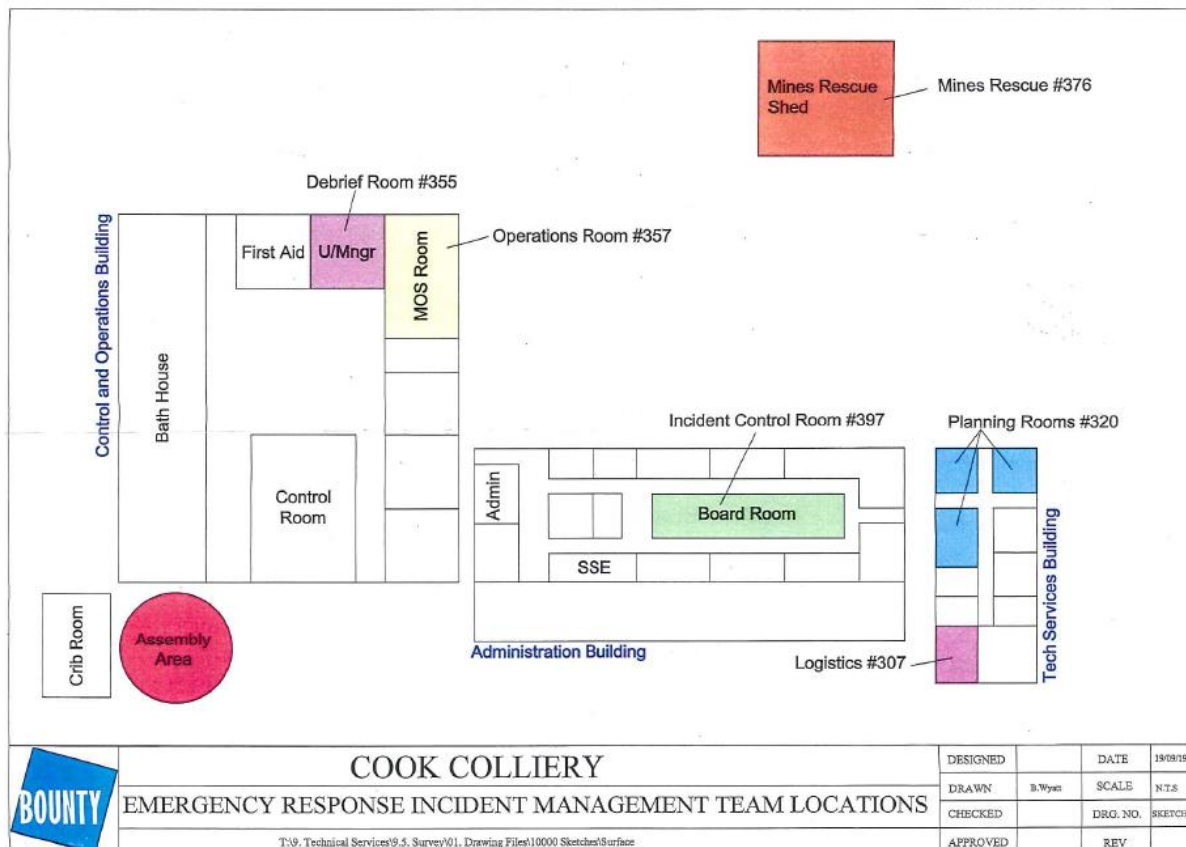 Mines Rescue
Shed
Mines Rescue #376
Debrief Room #355
Operations Room #357
First Aid
U/Mngr
MOS Room
Control and Operations Building
Bath House
Control
Room
Incident Control Room #397
Planning Rooms #320
Admin
Board Room
SSE
Administration Building
Tech Services Building
Logistics #307
Crib Room
Assembly
Area
BOUNTY
COOK COLLIERY
EMERGENCY RESPONSE INCIDENT MANAGEMENT TEAM LOCATIONS
T:\9. Technical Services\9.5. Survey\01. Drawing Files\10000 Sketches\Surface
DESIGNED
DATE
19/09/19
DRAWN
B.Wyatt
SCALE
N.T.S
CHECKED
DRG. NO.
SKETCH
APPROVED
REV